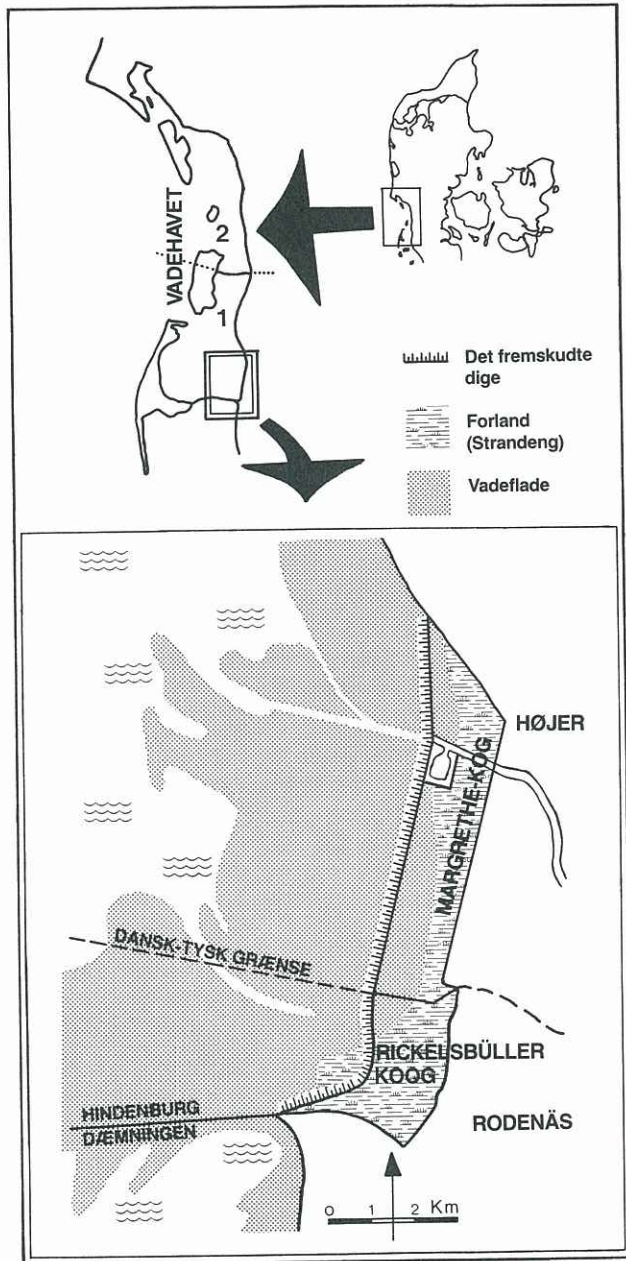 VADEHAVET
2
1
Det fremskudte
dige
Forland
(Strandeng)
Vadeflade
HØJER
MARGRETHE-KOG
DANSK-TYSK GRÆNSE
RICKELSBÜLLER
KOOG
HINDENBURG
DÆMNINGEN
RODENÄS
0 1 2 Km